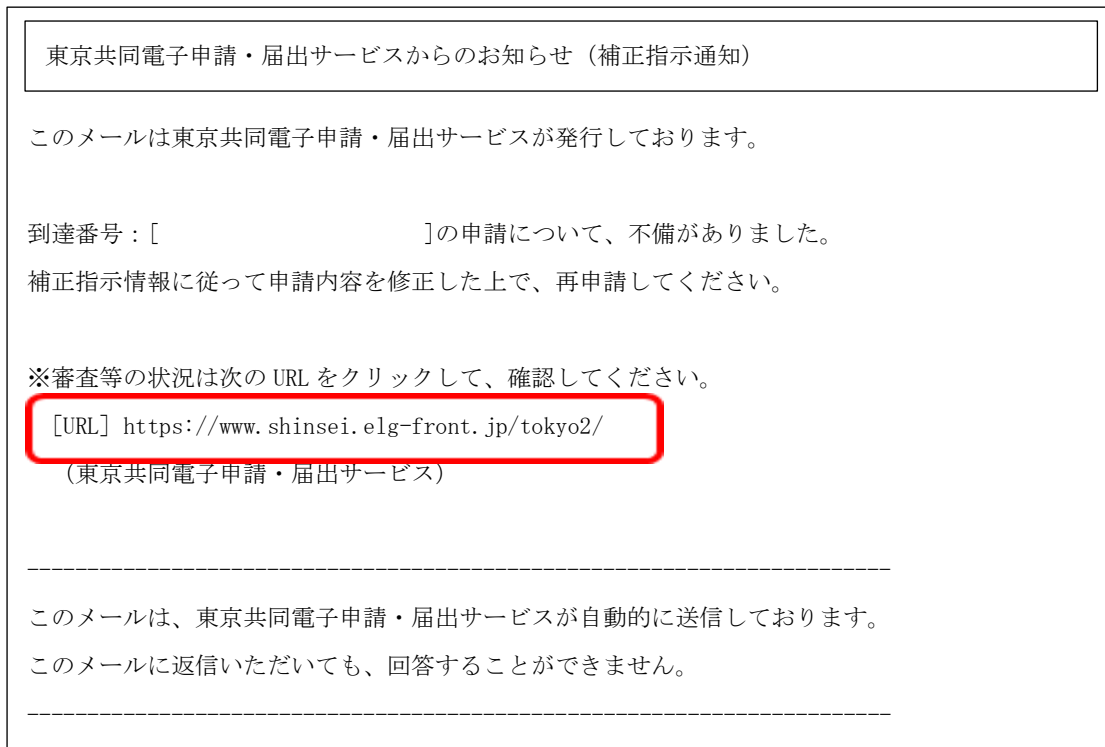 東京共同電子申請・届出サービスからのお知らせ（補正指示通知）
このメールは東京共同電子申請・届出サービスが発行しております。
到達番号：[　　　　　　　　　　　]の申請について、不備がありました。
補正指示情報に従って申請内容を修正した上で、再申請してください。
※審査等の状況は次の URL をクリックして、確認してください。
[URL] https://www.shinsei.elg-front.jp/tokyo2/
（東京共同電子申請・届出サービス）
------------------------------------------------------------------------
このメールは、東京共同電子申請・届出サービスが自動的に送信しております。
このメールに返信いただいても、回答することができません。
------------------------------------------------------------------------